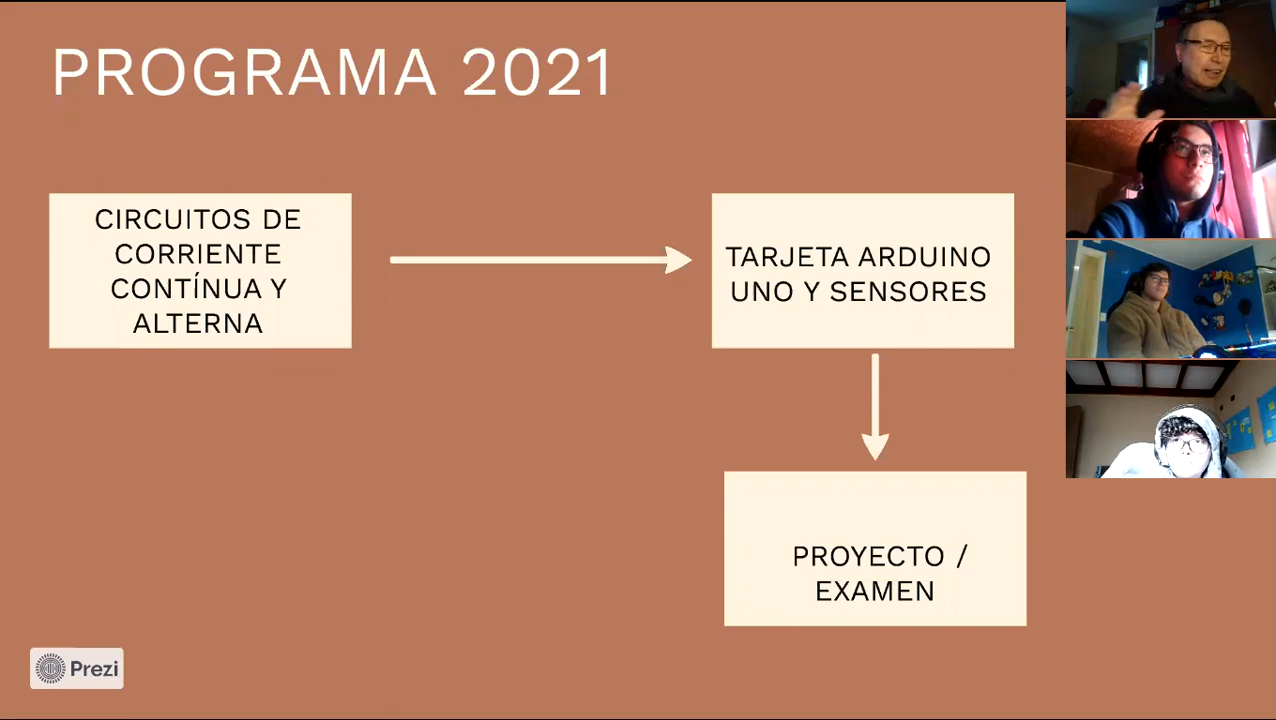 PROGRAMA 2021
CIRCUITOS DE
CORRIENTE
CONTÍNUA Y
ALTERNA
TARJETA ARDUINO
UNO Y SENSORES
PROYECTO /
EXAMEN
Prezi